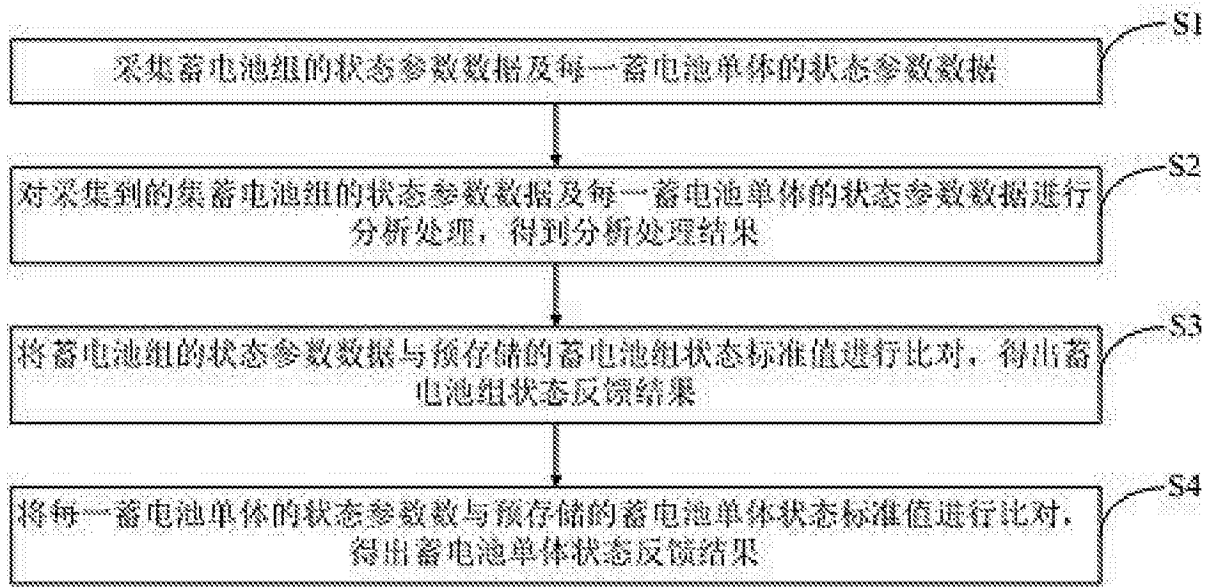 S1
采集蓄电池组的状态参数数据及每一蓄电池单体的状态参数数据
S2
对采集到的集蓄电池组的状态参数数据及每一蓄电池单体的状态参数数据进行
分析处理，得到分析处理结果
S3
将蓄电池组的状态参数数据与预存储的蓄电池组状态标准值进行比对，得出蓄
电池组状态反馈结果
S4
将每一蓄电池单体的状态参数数与预存储的蓄电池单体状态标准值进行比对，
得出蓄电池单体状态反馈结果